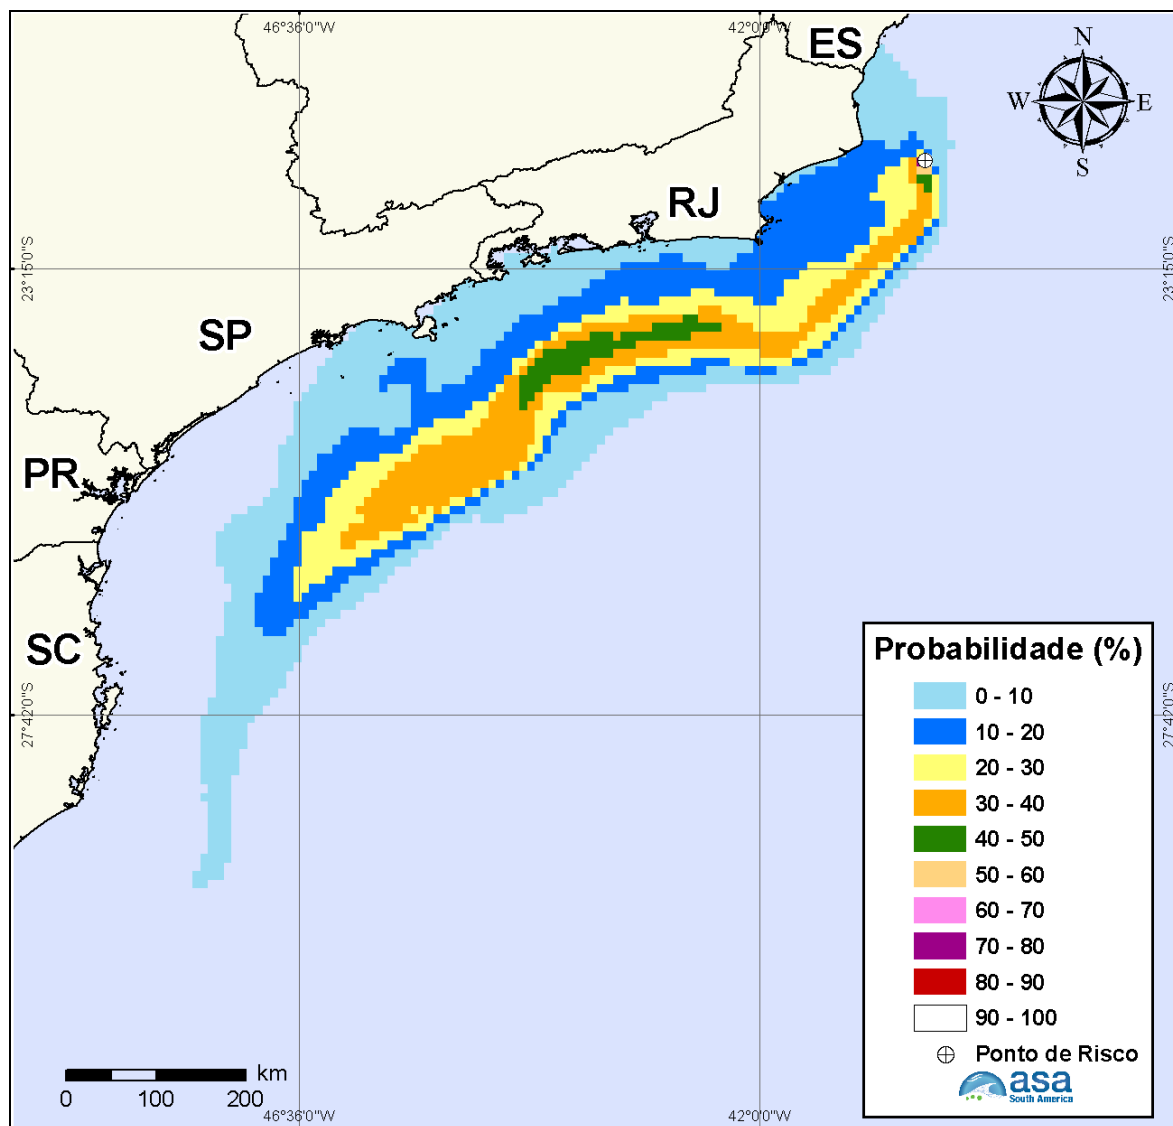 46°36'0"W
42°0'0"W
ES
N
W
E
S
RJ
23°15'0"S
23°15'0"S
SP
PR
SC
27°42'0"S
27°42'0"S
Probabilidade (%)
0 - 10
10 - 20
20 - 30
30 - 40
40 - 50
50 - 60
60 - 70
70 - 80
80 - 90
90 - 100
Ponto de Risco
asa
South America
km
0
100
200
46°36'0"W
42°0'0"W